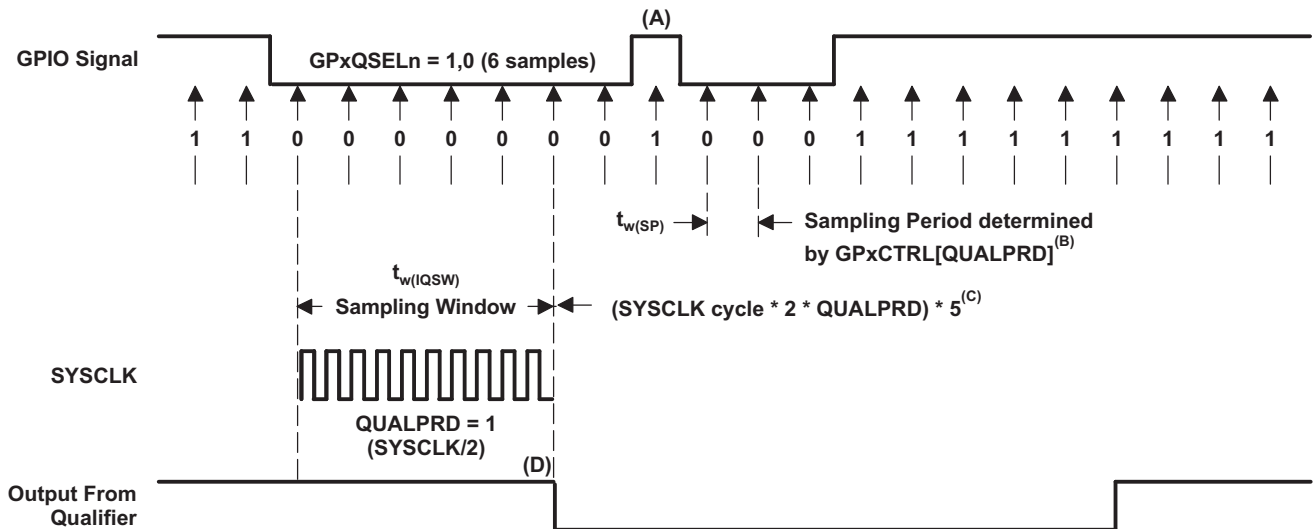 (A)
GPIO Signal
GPxQSELn = 1,0 (6 samples)
1 1 0 0 0 0 0 0 0 1 0 0 0 1 1 1 1 1 1 1 1 1
tw(SP)
Sampling Period determined
by GPxCTRL[QUALPRD](B)
tw(IQSW)
Sampling Window
(SYSCLK cycle * 2 * QUALPRD) * 5(C)
SYSCLK
QUALPRD = 1
(SYSCLK/2)
(D)
Output From
Qualifier